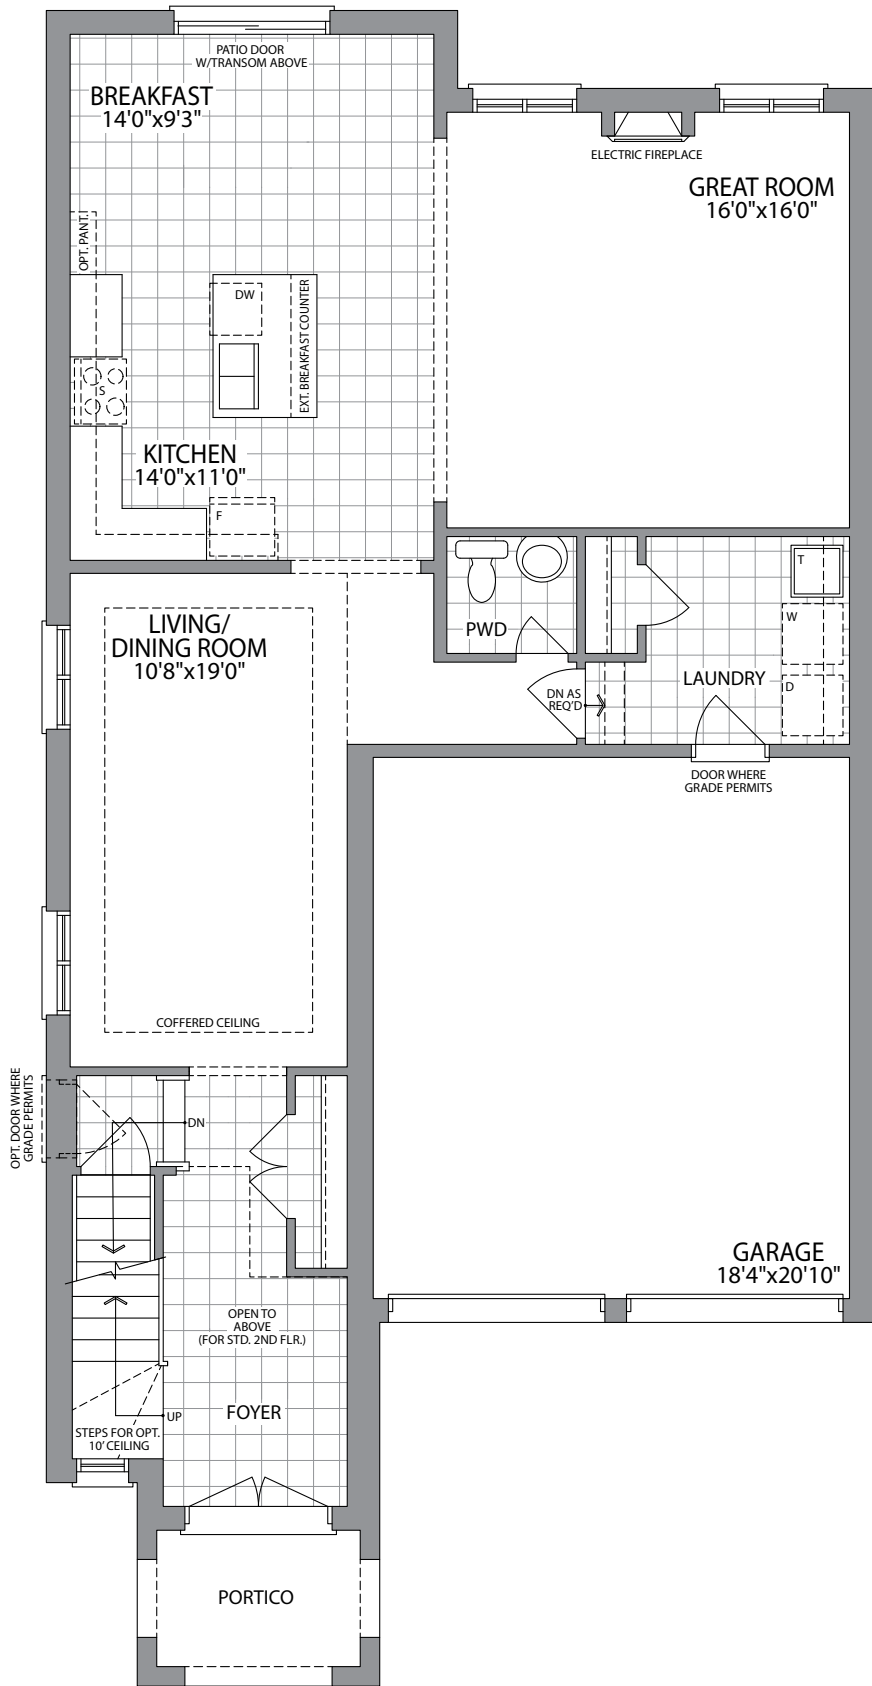 PATIO DOOR
W/TRANSOM ABOVE
BREAKFAST
14'0"x9'3"
ELECTRIC FIREPLACE
GREAT ROOM
16'0"x16'0"
OPT. PANT.
DW
EXT. BREAKFAST COUNTER
S
KITCHEN
14'0"x11'0"
F
T
W
PWD
LIVING/
DINING ROOM
10'8"x19'0"
LAUNDRY
D
DN AS
REQ'D
DOOR WHERE
GRADE PERMITS
COFFERED CEILING
OPT. DOOR WHERE
GRADE PERMITS
DN
GARAGE
18'4"x20'10"
OPEN TO
ABOVE
(FOR STD. 2ND FLR.)
FOYER
UP
STEPS FOR OPT.
10' CEILING
PORTICO